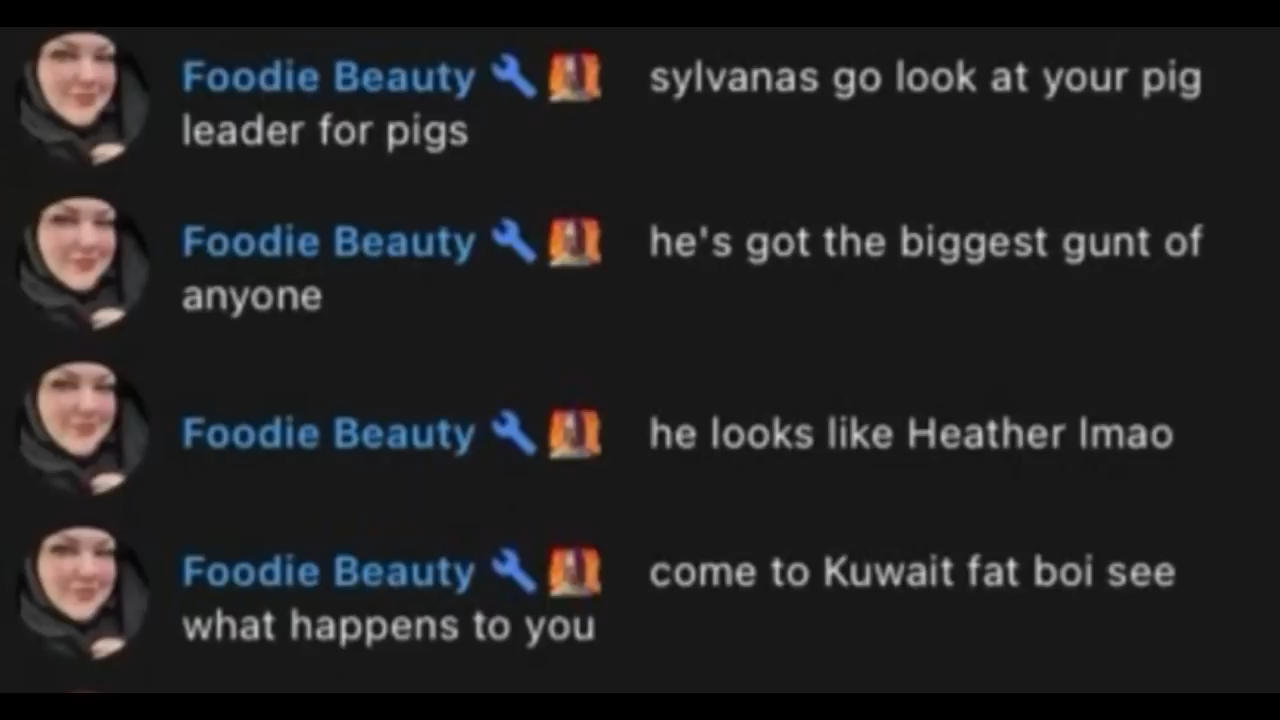 Foodie Beauty sylvanas go look at your pig
leader for pigs
Foodie Beauty he's got the biggest gunt of
anyone
Foodie Beauty he looks like Heather lmao
Foodie Beauty come to Kuwait fat boi see
what happens to you